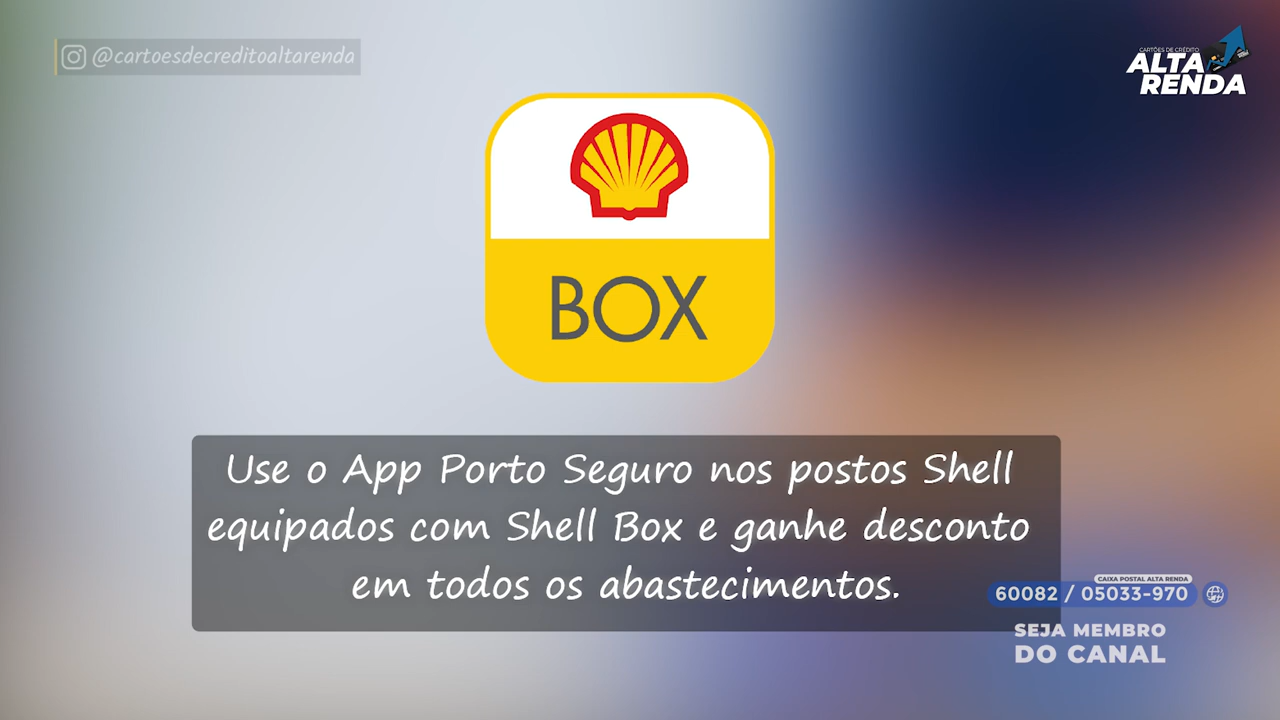 @cartoesdecreditoaltarenda
CARTÕES DE CRÉDITO
ALTA
RENDA
BOX
Use o App Porto Seguro nos postos Shell
equipados com Shell Box e ganhe desconto
em todos os abastecimentos.
CAIXA POSTAL ALTA RENDA
60082 / 05033-970
SEJA MEMBRO
DO CANAL